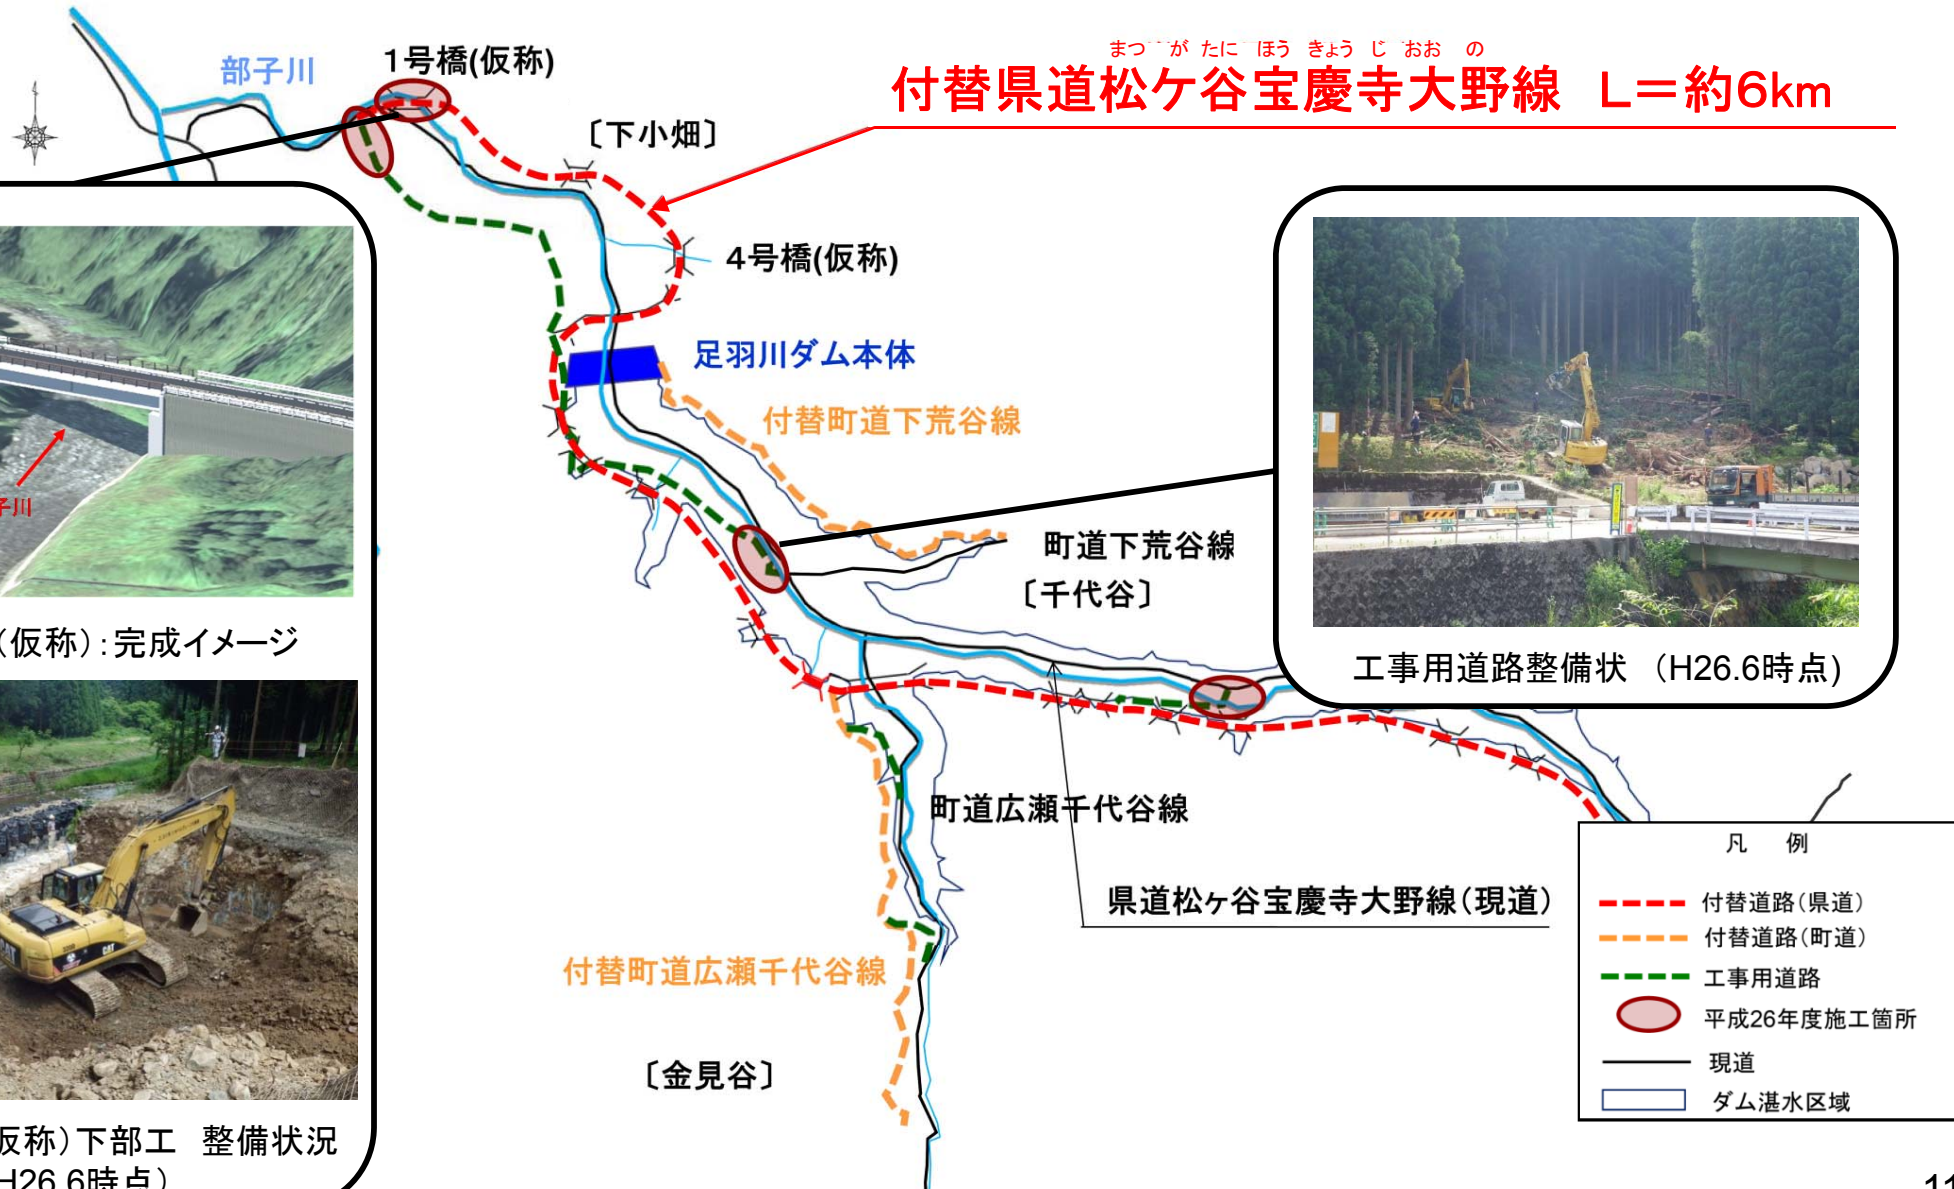 まつ が たに ほう きょう じ おお の
付替県道松ケ谷宝慶寺大野線 L=約6km
部子川
1号橋(仮称)
〔下小畑〕
4号橋(仮称)
足羽川ダム本体
付替町道下荒谷線
町道下荒谷線
〔千代谷〕
工事用道路整備状 (H26.6時点)
子川
(仮称):完成イメージ
町道広瀬千代谷線
県道松ヶ谷宝慶寺大野線(現道)
付替町道広瀬千代谷線
〔金見谷〕
仮称)下部工 整備状況
H26.6時点)
凡 例
付替道路(県道)
付替道路(町道)
工事用道路
平成26年度施工箇所
現道
ダム湛水区域
CAT
CAT
11